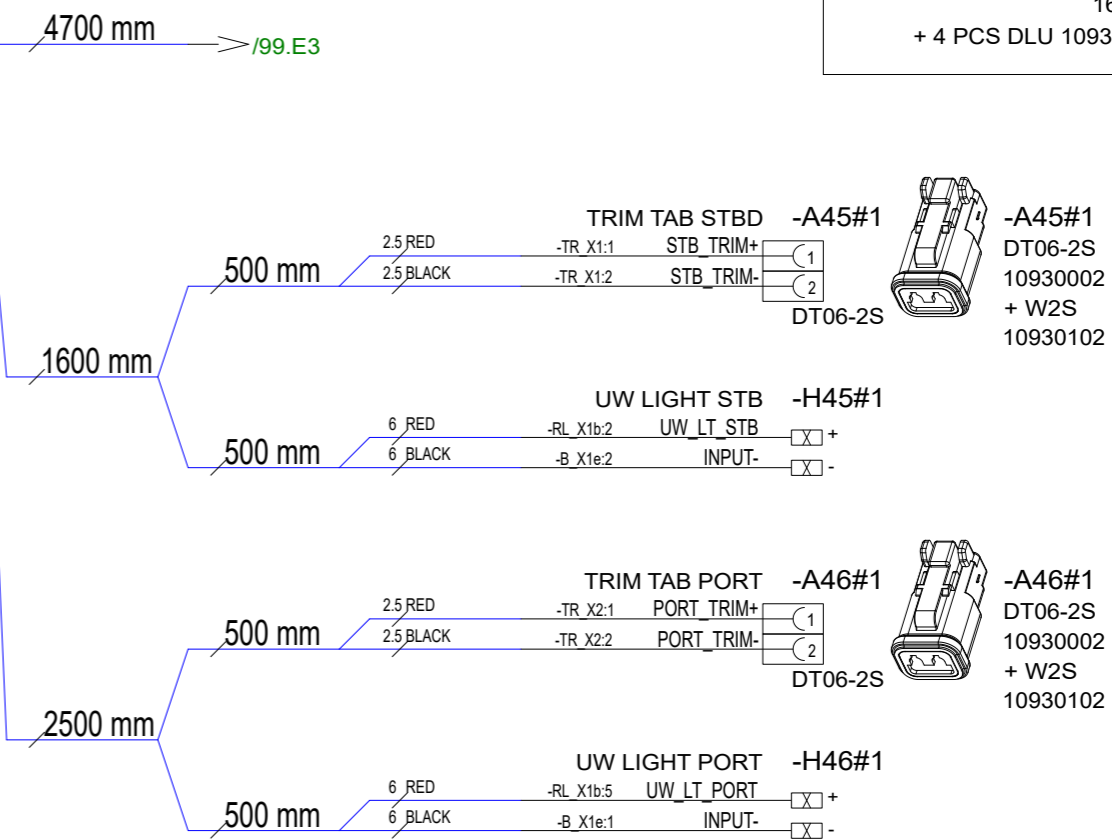 16
4700 mm
/99.E3
+ 4 PCS DLU 1093
TRIM TAB STBD -A45#1 -A45#1
2.5 RED -TR_X1:1 STB_TRIM+ 1 DT06-2S
500 mm 2.5 BLACK -TR_X1:2 STB_TRIM- 2 10930002
DT06-2S + W2S
10930102
1600 mm
UW LIGHT STB -H45#1
6 RED -RL_X1b:2 UW_LT_STB X +
500 mm 6 BLACK -B_X1e:2 INPUT- X -
TRIM TAB PORT -A46#1 -A46#1
2.5 RED -TR_X2:1 PORT_TRIM+ 1 DT06-2S
500 mm 2.5 BLACK -TR_X2:2 PORT_TRIM- 2 10930002
DT06-2S + W2S
10930102
2500 mm
UW LIGHT PORT -H46#1
6 RED -RL_X1b:5 UW_LT_PORT X +
500 mm 6 BLACK -B_X1e:1 INPUT- X -